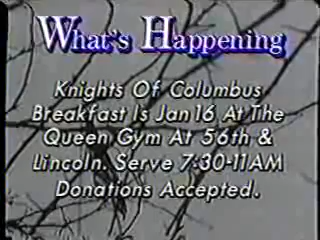 What's Happening
Knights Of Columbus
Breakfast Is Jan 16 At The
Queen Gym At 56th &
Lincoln. Serve 7:30-11AM
Donations Accepted.